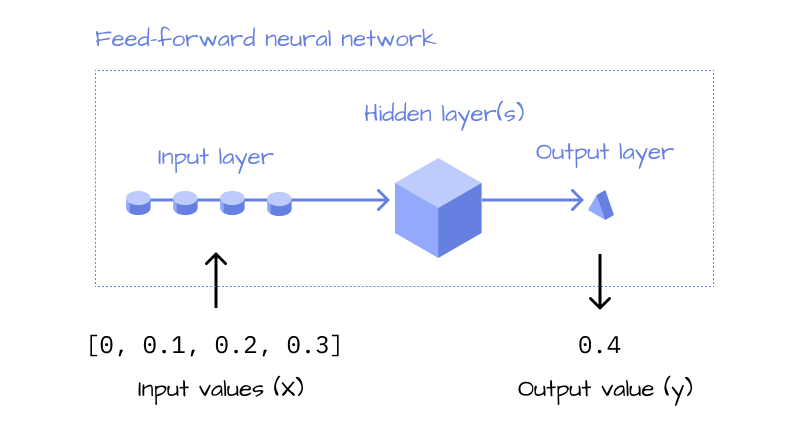 Feed-forward neural network
Hidden layer(s)
Input layer
Output layer
[0, 0.1, 0.2, 0.3]
0.4
Input values (X)
Output value (y)